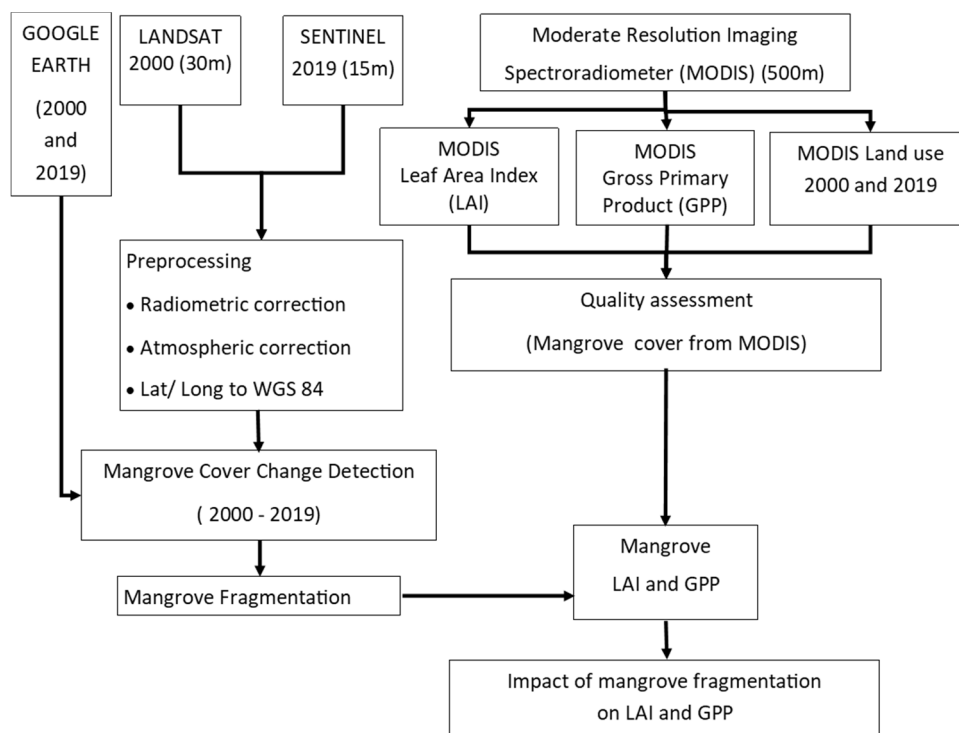 GOOGLE
EARTH
(2000
and
2019)
LANDSAT
2000 (30m)
SENTINEL
2019 (15m)
Moderate Resolution Imaging
Spectroradiometer (MODIS) (500m)
MODIS
Leaf Area Index
(LAI)
MODIS
Gross Primary
Product (GPP)
MODIS Land use
2000 and 2019
Preprocessing
• Radiometric correction
• Atmospheric correction
• Lat/ Long to WGS 84
Quality assessment
(Mangrove cover from MODIS)
Mangrove Cover Change Detection
( 2000 - 2019)
Mangrove Fragmentation
Mangrove
LAI and GPP
Impact of mangrove fragmentation
on LAI and GPP